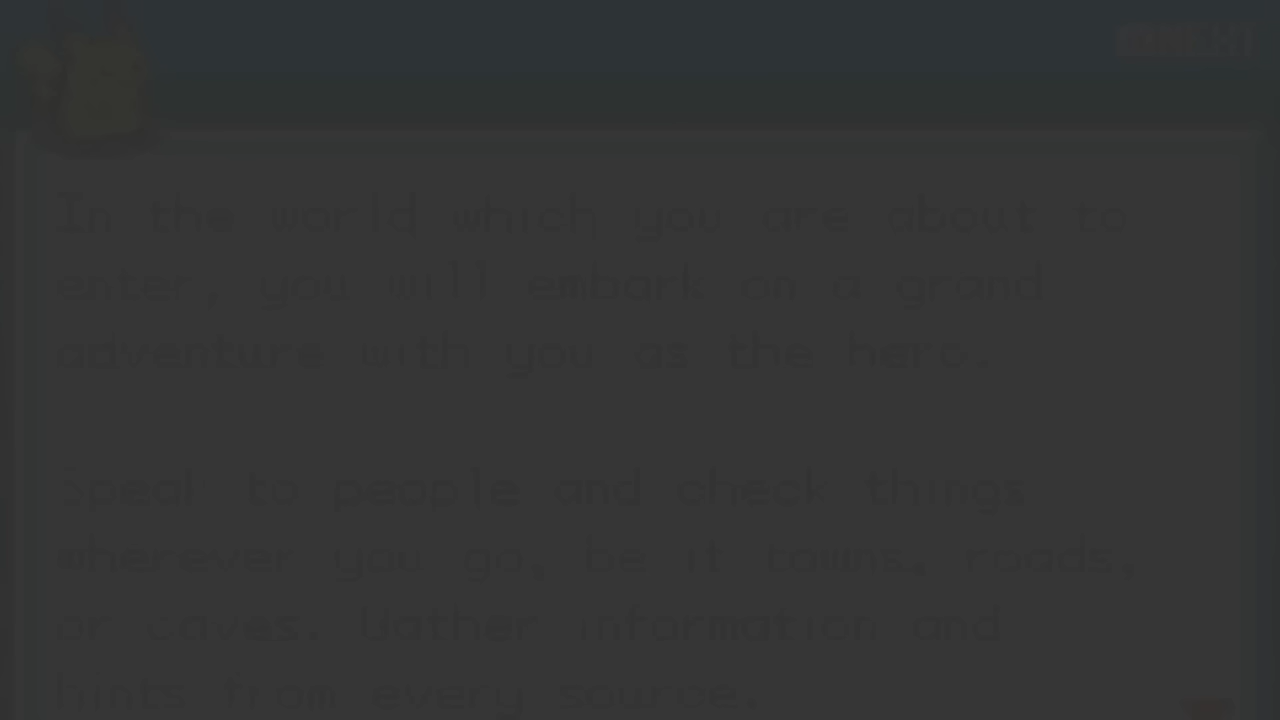 In the world which you are about to
enter, you will embark on a grand
adventure with you as the hero.
Speak to people and check things
wherever you go, be it towns, roads,
or caves. Gather information and
hints from every source.